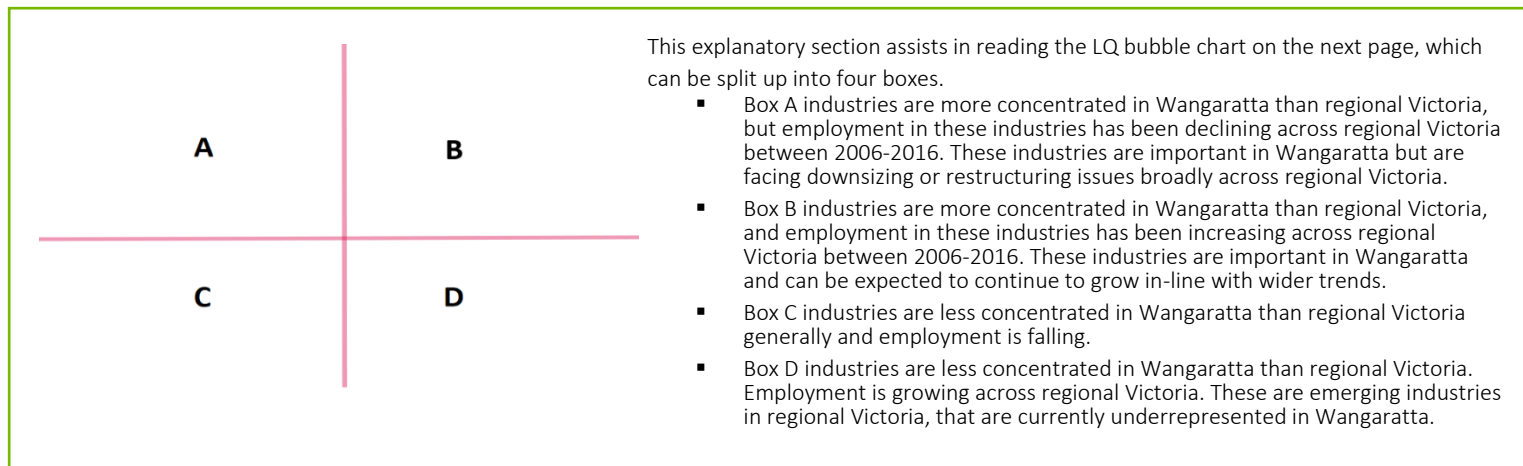 A
B
C
D
This explanatory section assists in reading the LQ bubble chart on the next page, which
can be split up into four boxes.
▪ Box A industries are more concentrated in Wangaratta than regional Victoria,
but employment in these industries has been declining across regional Victoria
between 2006-2016. These industries are important in Wangaratta but are
facing downsizing or restructuring issues broadly across regional Victoria.
▪ Box B industries are more concentrated in Wangaratta than regional Victoria,
and employment in these industries has been increasing across regional
Victoria between 2006-2016. These industries are important in Wangaratta
and can be expected to continue to grow in-line with wider trends.
▪ Box C industries are less concentrated in Wangaratta than regional Victoria
generally and employment is falling.
▪ Box D industries are less concentrated in Wangaratta than regional Victoria.
Employment is growing across regional Victoria. These are emerging industries
in regional Victoria, that are currently underrepresented in Wangaratta.